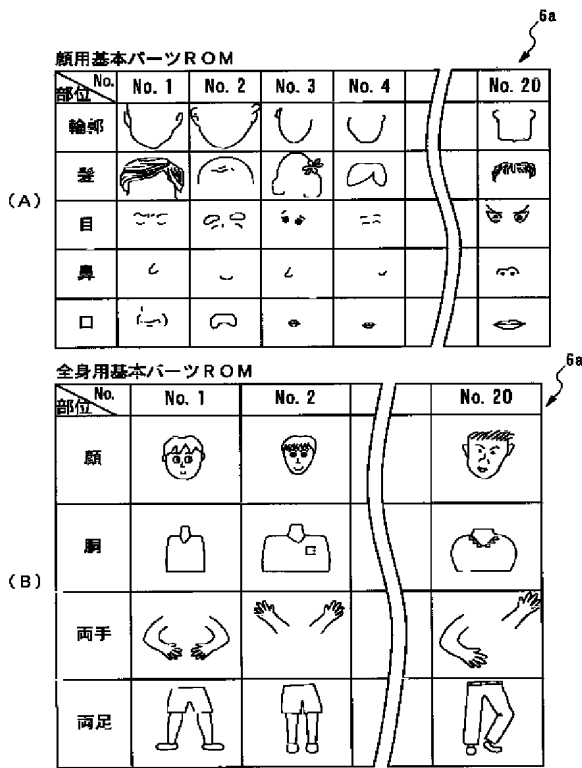 6a
顔用基本パーツROM
No.
部位
No. 1 No. 2 No. 3 No. 4 No. 20
輪郭
髪
(A)
目
鼻
口
全身用基本パーツROM
6a
No.
部位
No. 1 No. 2 No. 20
顔
胴
(B)
両手
両足